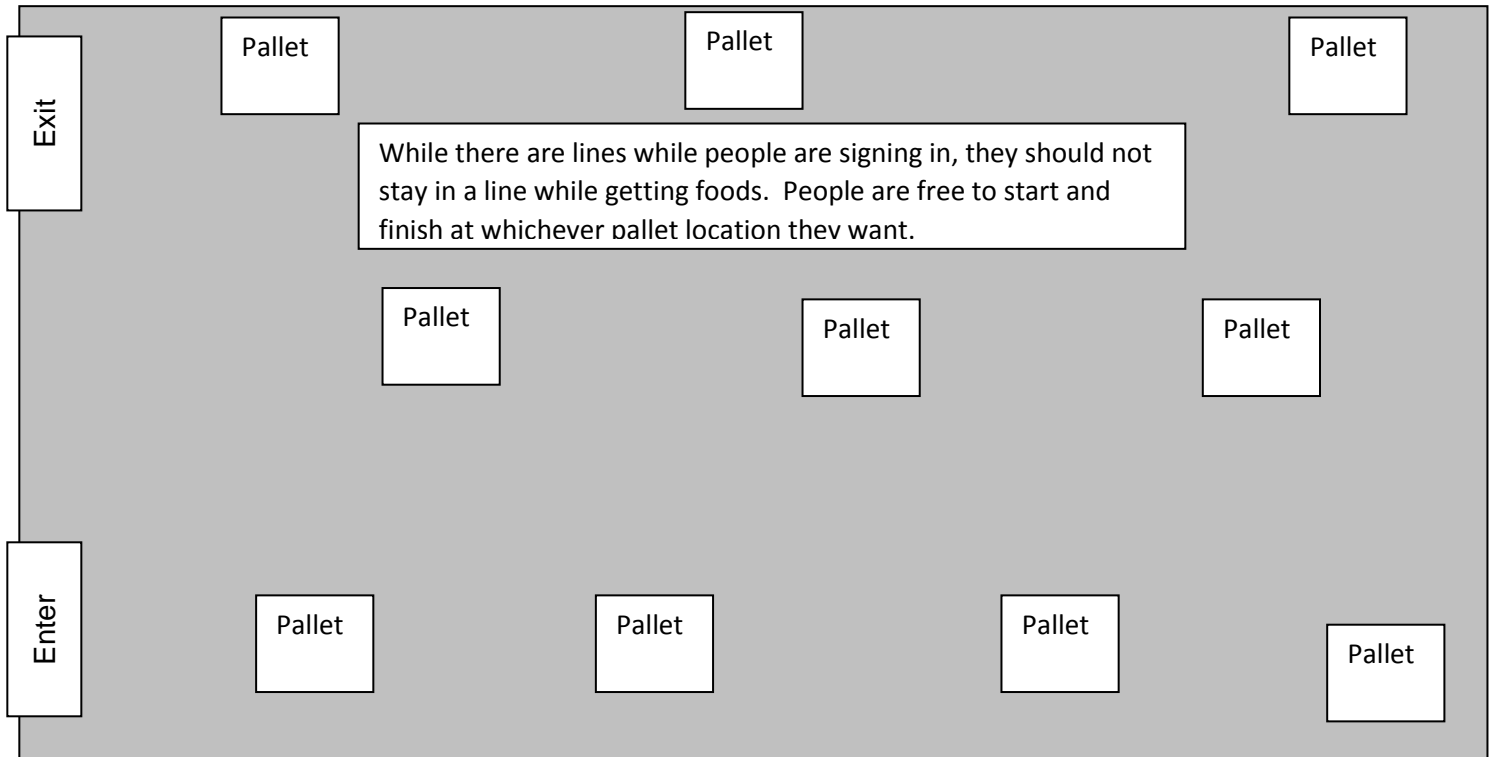 Pallet
Pallet
Pallet
Exit
While there are lines while people are signing in, they should not
stay in a line while getting foods.  People are free to start and
finish at whichever pallet location they want.
Pallet
Pallet
Pallet
Enter
Pallet
Pallet
Pallet
Pallet